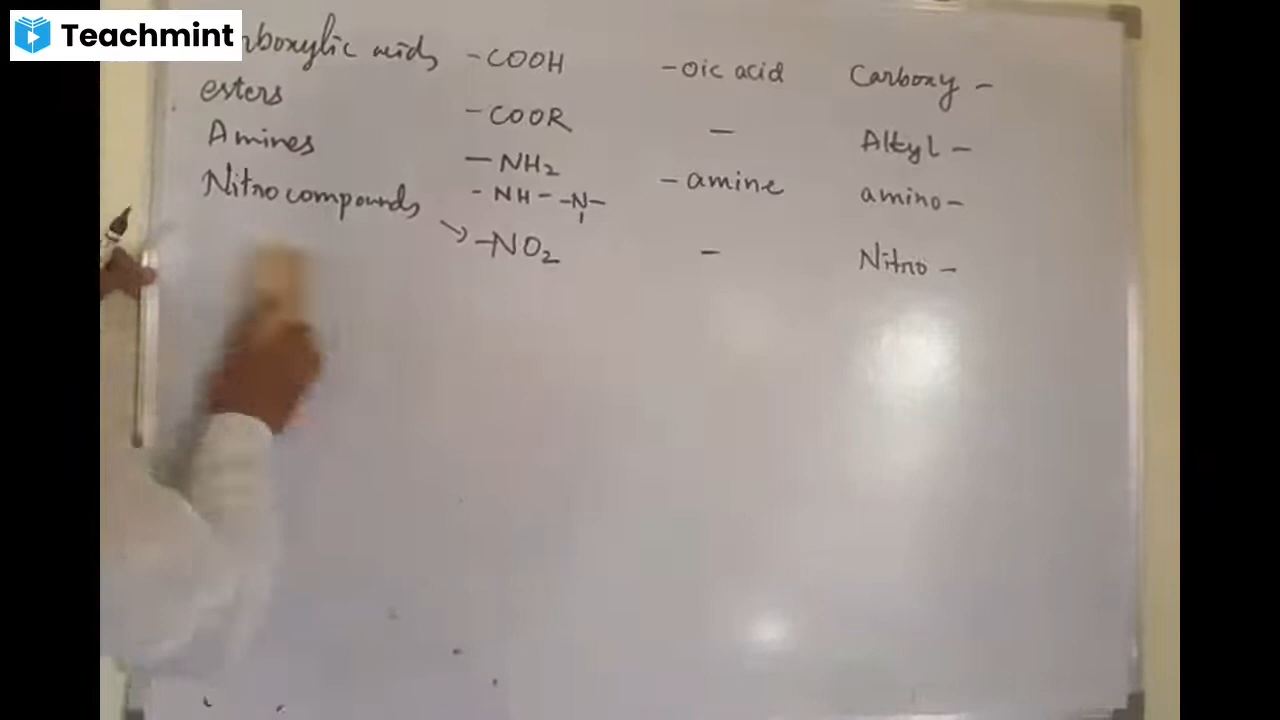 Teachmint
rboxylic acids -COOH -oic acid Carboxy -
esters -COOR - Alkyl -
Amines - NH2 - amine amino -
- NH - -N-
Nitro compounds -NO2 - Nitro -